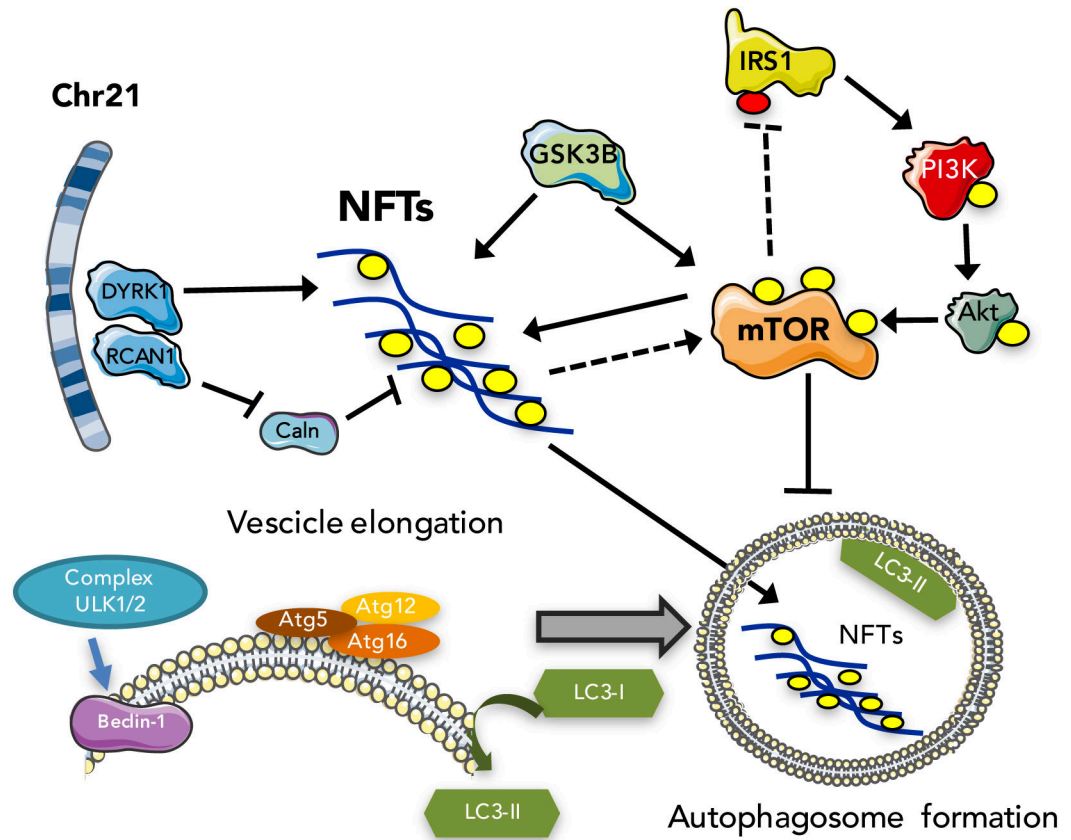 IRS1
Chr21
GSK3B
PI3K
NFTs
DYRK1
Akt
mTOR
RCAN1
Caln
Vescicle elongation
LC3-II
Complex
ULK1/2
Atg12
Atg5
Atg16
NFTs
LC3-I
Beclin-1
LC3-II
Autophagosome formation